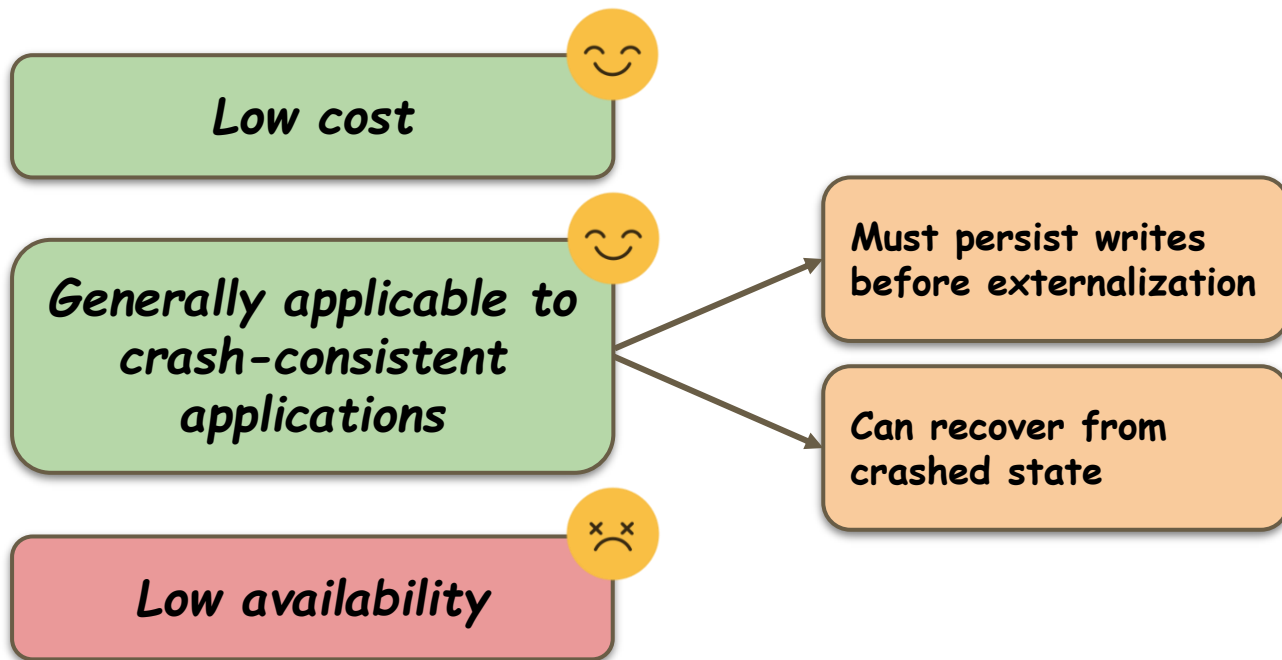 Low cost
Generally applicable to
crash-consistent
applications
Low availability
Must persist writes
before externalization
Can recover from
crashed state